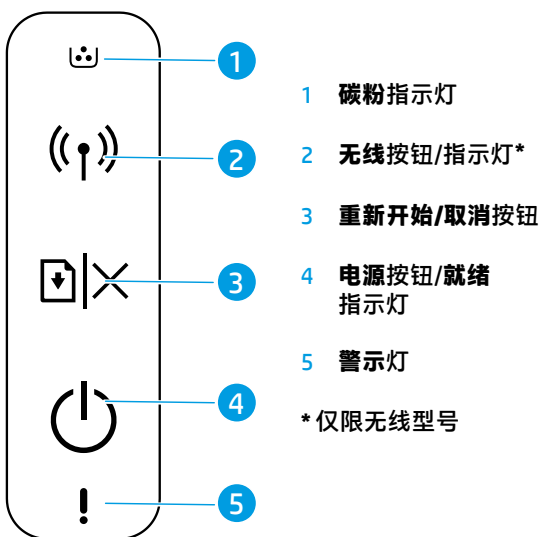 1
2
3
4
5
1 碳粉指示灯
2 无线按钮/指示灯*
3 重新开始/取消按钮
4 电源按钮/就绪
指示灯
5 警示灯
* 仅限无线型号